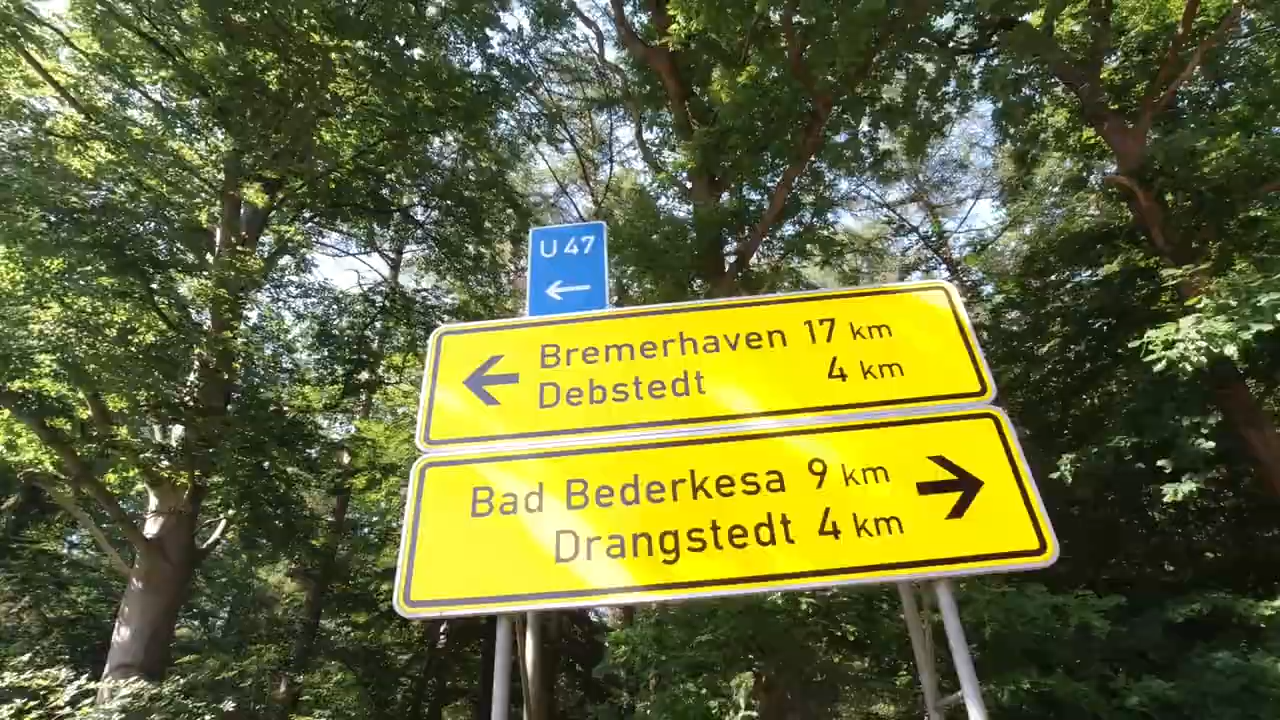 U 47
Bremerhaven 17 km
Debstedt 4 km
Bad Bederkesa 9 km
Drangstedt 4 km